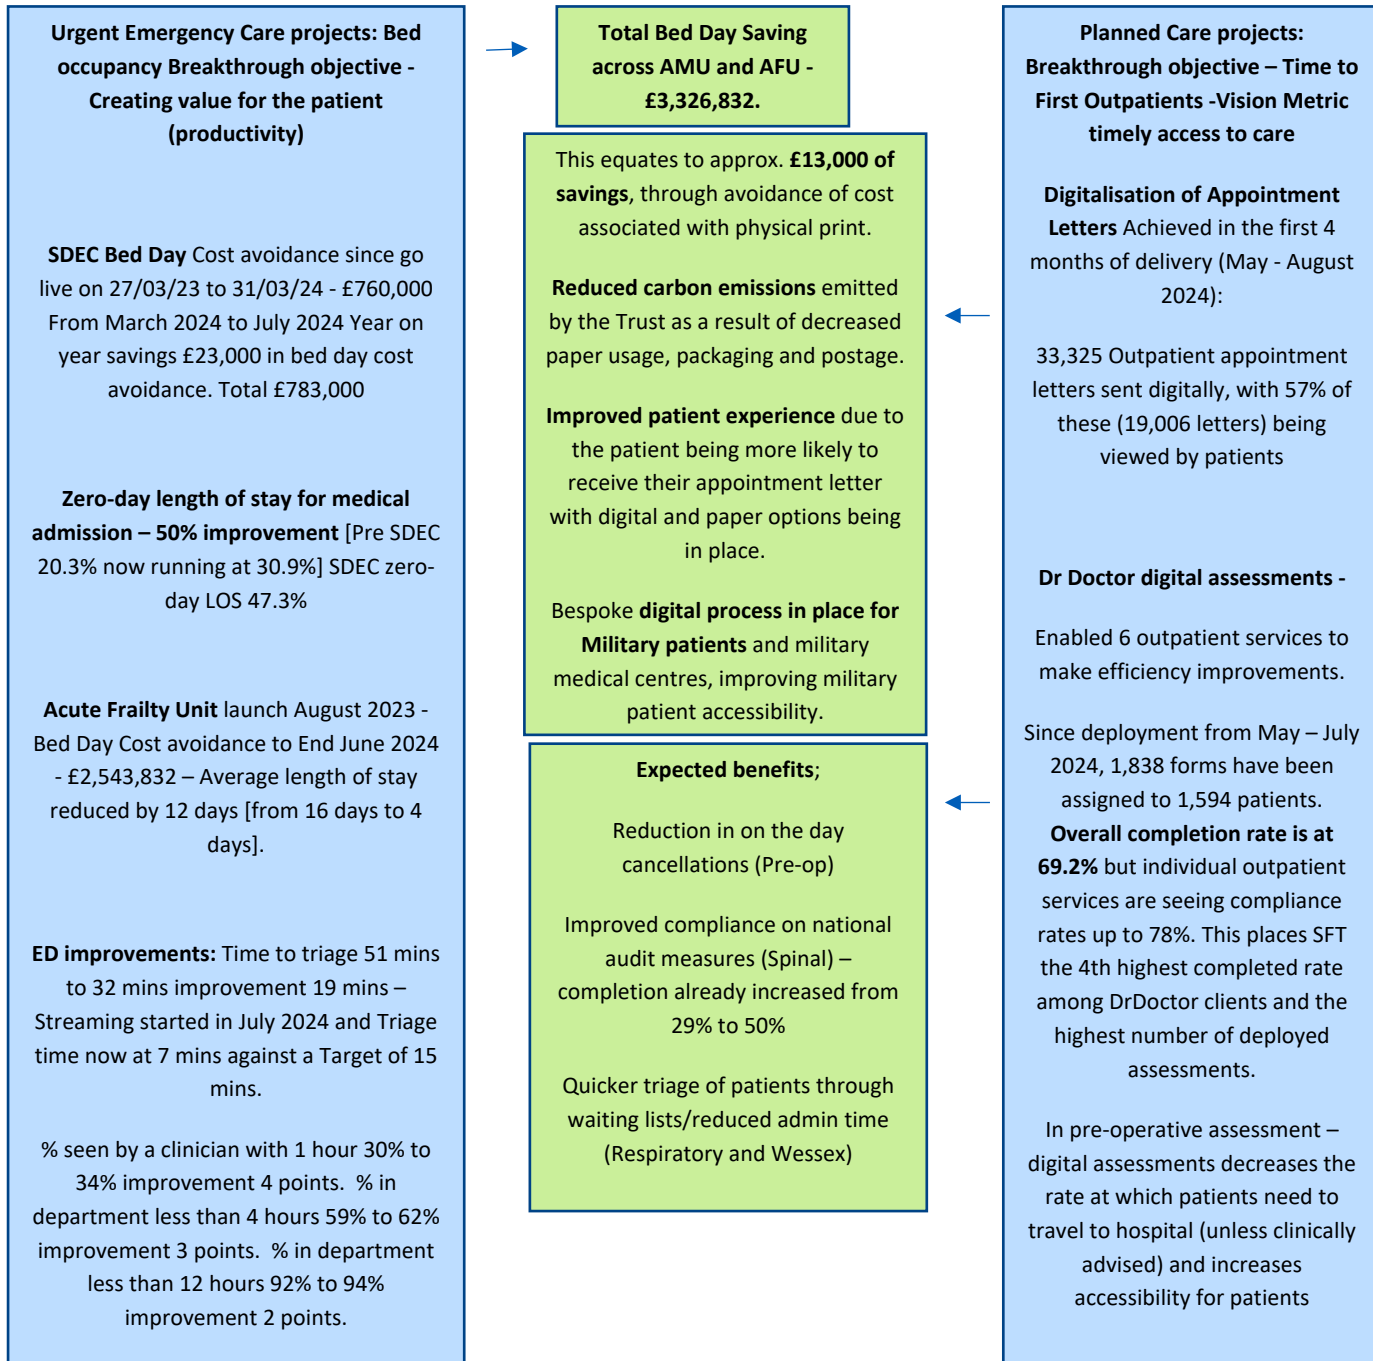 Urgent Emergency Care projects: Bed
occupancy Breakthrough objective -
Creating value for the patient
(productivity)
SDEC Bed Day Cost avoidance since go
live on 27/03/23 to 31/03/24 - £760,000
From March 2024 to July 2024 Year on
year savings £23,000 in bed day cost
avoidance. Total £783,000
Zero-day length of stay for medical
admission – 50% improvement [Pre SDEC
20.3% now running at 30.9%] SDEC zero-
day LOS 47.3%
Acute Frailty Unit launch August 2023 -
Bed Day Cost avoidance to End June 2024
- £2,543,832 – Average length of stay
reduced by 12 days [from 16 days to 4
days].
ED improvements: Time to triage 51 mins
to 32 mins improvement 19 mins –
Streaming started in July 2024 and Triage
time now at 7 mins against a Target of 15
mins.
% seen by a clinician with 1 hour 30% to
34% improvement 4 points. % in
department less than 4 hours 59% to 62%
improvement 3 points. % in department
less than 12 hours 92% to 94%
improvement 2 points.
Total Bed Day Saving
across AMU and AFU -
£3,326,832.
This equates to approx. £13,000 of
savings, through avoidance of cost
associated with physical print.
Reduced carbon emissions emitted
by the Trust as a result of decreased
paper usage, packaging and postage.
Improved patient experience due to
the patient being more likely to
receive their appointment letter
with digital and paper options being
in place.
Bespoke digital process in place for
Military patients and military
medical centres, improving military
patient accessibility.
Expected benefits;
Reduction in on the day
cancellations (Pre-op)
Improved compliance on national
audit measures (Spinal) –
completion already increased from
29% to 50%
Quicker triage of patients through
waiting lists/reduced admin time
(Respiratory and Wessex)
Planned Care projects:
Breakthrough objective – Time to
First Outpatients -Vision Metric
timely access to care
Digitalisation of Appointment
Letters Achieved in the first 4
months of delivery (May - August
2024):
33,325 Outpatient appointment
letters sent digitally, with 57% of
these (19,006 letters) being
viewed by patients
Dr Doctor digital assessments -
Enabled 6 outpatient services to
make efficiency improvements.
Since deployment from May – July
2024, 1,838 forms have been
assigned to 1,594 patients.
Overall completion rate is at
69.2% but individual outpatient
services are seeing compliance
rates up to 78%. This places SFT
the 4th highest completed rate
among DrDoctor clients and the
highest number of deployed
assessments.
In pre-operative assessment –
digital assessments decreases the
rate at which patients need to
travel to hospital (unless clinically
advised) and increases
accessibility for patients